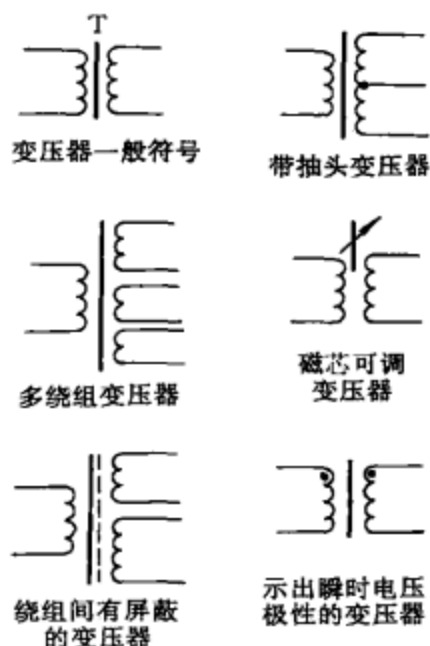 T
变压器一般符号
带抽头变压器
多绕组变压器
磁芯可调
变压器
绕组间有屏蔽
的变压器
示出瞬时电压
极性的变压器